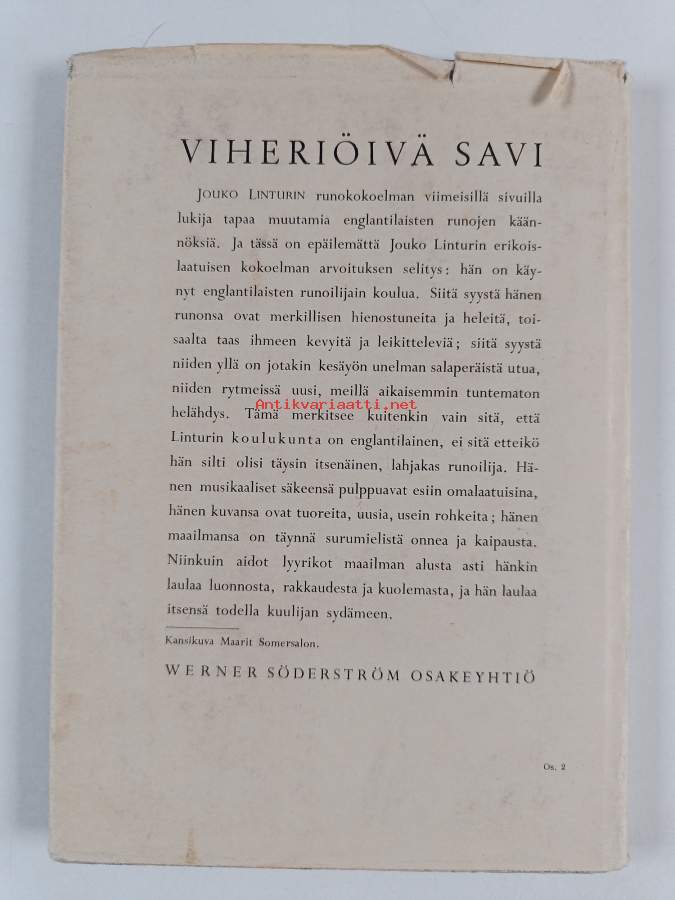 VIHERIÖIVÄ SAVI
JOUKO LINTURIN runokokoelman viimeisillä sivuilla
lukija tapaa muutamia englantilaisten runojen kään-
nöksiä. Ja tässä on epäilemättä Jouko Linturin erikois-
laatuisen kokoelman arvoituksen selitys: hän on käy-
nyt englantilaisten runoilijain koulua. Siitä syystä hänen
runonsa ovat merkillisen hienostuneita ja heleitä, toi-
saalta taas ihmeen kevyitä ja leikitteleviä; siitä syystä
niiden yllä on jotakin kesäyön unelman salaperäistä utua,
niiden rytmeissä uusi, meillä aikaisemmin tuntematon
Antikvariaatti.net
helähdys. Tämä merkitsee kuitenkin vain sitä, että
Linturin koulukunta on englantilainen, ei sitä etteikö
hän silti olisi täysin itsenäinen, lahjakas runoilija. Hä-
nen musikaaliset säkeensä pulppuavat esiin omalaatuisina,
hänen kuvansa ovat tuoreita, uusia, usein rohkeita; hänen
maailmansa on täynnä surumielistä onnea ja kaipausta.
Niinkuin aidot lyyrikot maailman alusta asti hänkin
laulaa luonnosta, rakkaudesta ja kuolemasta, ja hän laulaa
itsensä todella kuulijan sydämeen.
Kansikuva Maarit Somersalon.
WERNER SÖDERSTRÖM OSAKEYHTIÖ
Os. 2